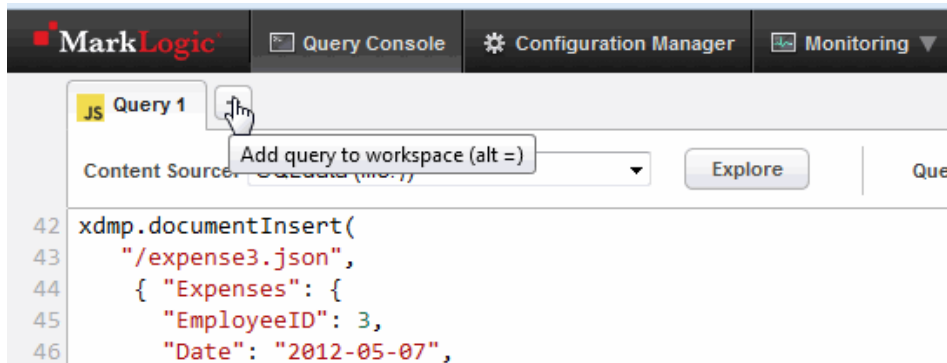 MarkLogic Query Console Configuration Manager Monitoring
JS Query 1
Add query to workspace (alt =)
Content Source: Explore Que
42 xdmp.documentInsert(
43 "/expense3.json",
44 { "Expenses": {
45 "EmployeeID": 3,
46 "Date": "2012-05-07",